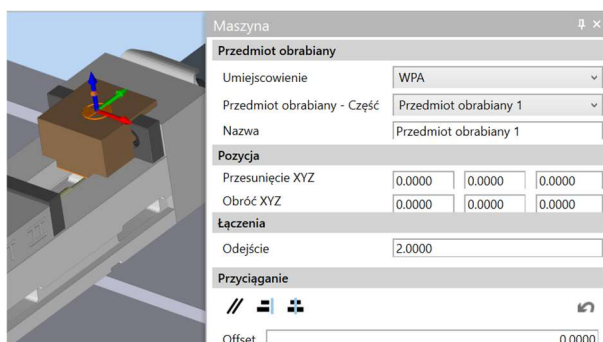 Maszyna
Przedmiot obrabiany
Umiejscowienie WPA
Przedmiot obrabiany - Część Przedmiot obrabiany 1
Nazwa Przedmiot obrabiany 1
Pozycja
Przesunięcie XYZ 0.0000 0.0000 0.0000
Obróć XYZ 0.0000 0.0000 0.0000
Łączenia
Odejście 2.0000
Przyciąganie
Offset 0.0000